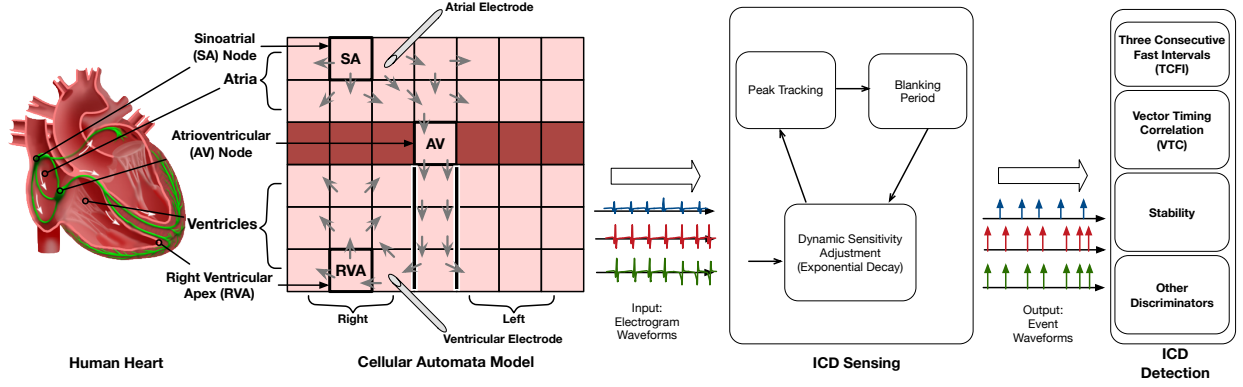 Atrial Electrode
Sinoatrial
(SA) Node
Atria
Atrioventricular
(AV) Node
Ventricles
Right Ventricular
Apex (RVA)
Human Heart
SA
AV
RVA
Right
Left
Ventricular Electrode
Cellular Automata Model
Input:
Electrogram
Waveforms
Peak Tracking
Blanking
Period
Dynamic Sensitivity
Adjustment
(Exponential Decay)
ICD Sensing
Output:
Event
Waveforms
Three Consecutive
Fast Intervals
(TCFI)
Vector Timing
Correlation
(VTC)
Stability
Other
Discriminators
ICD
Detection